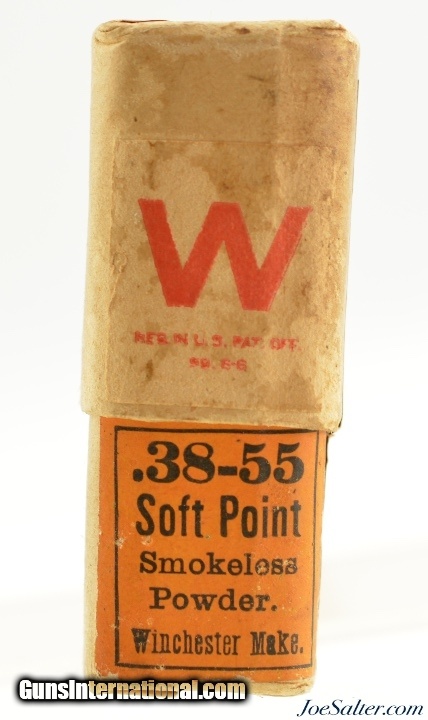 W
REG. IN U. S. PAT. OFF.
.38-55
Soft Point
Smokeless
Powder.
Winchester Make.
GunsInternational.com
JoeSalter.com